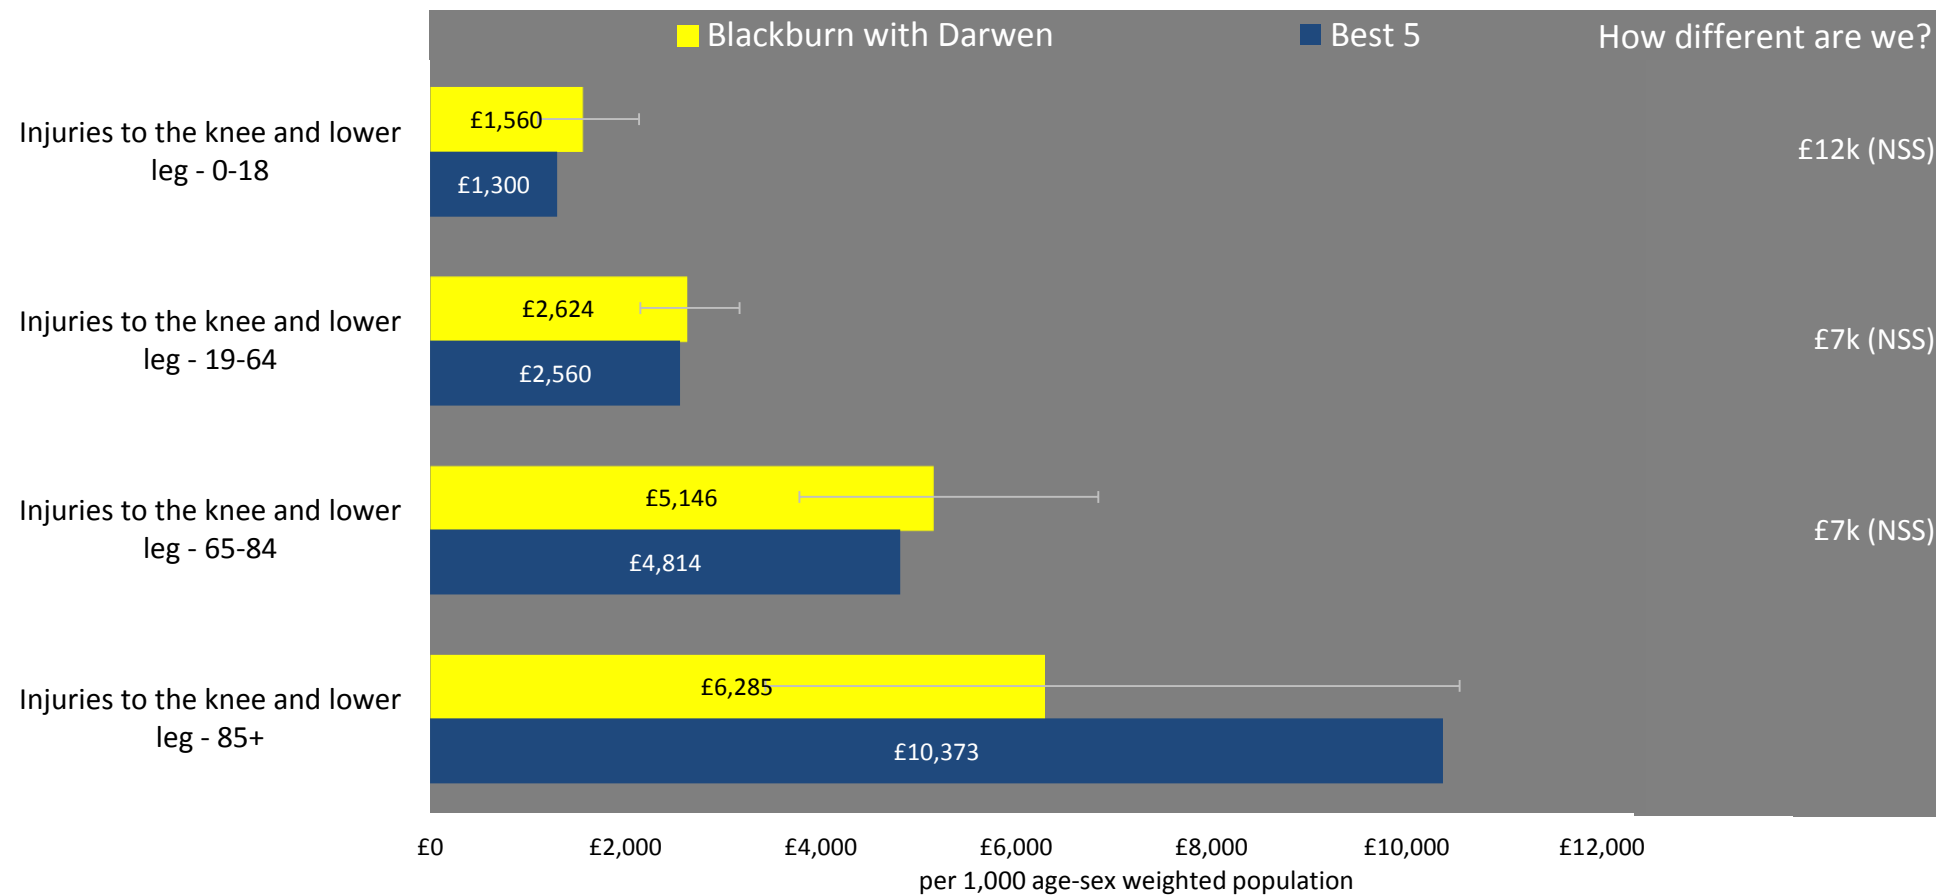 Blackburn with Darwen
Best 5
How different are we?
Injuries to the knee and lower
leg - 0-18
£1,560
£1,300
£12k (NSS)
Injuries to the knee and lower
leg - 19-64
£2,624
£2,560
£7k (NSS)
Injuries to the knee and lower
leg - 65-84
£5,146
£4,814
£7k (NSS)
Injuries to the knee and lower
leg - 85+
£6,285
£10,373
£0 £2,000 £4,000 £6,000 £8,000 £10,000 £12,000
per 1,000 age-sex weighted population